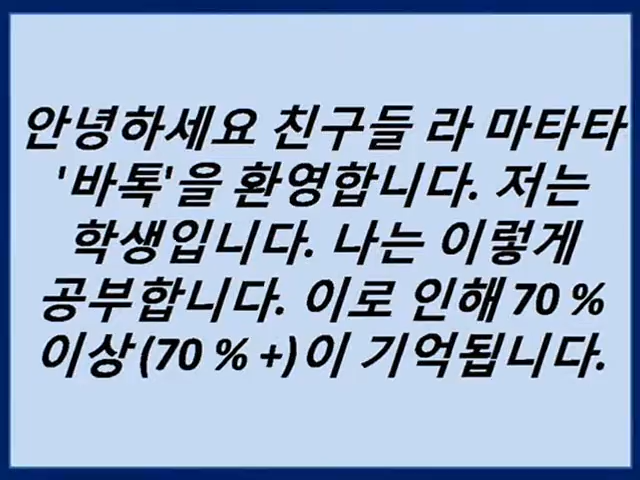 안녕하세요 친구들 라 마타타
'바톡'을 환영합니다. 저는
학생입니다. 나는 이렇게
공부합니다. 이로 인해 70 %
이상(70 % +)이 기억됩니다.